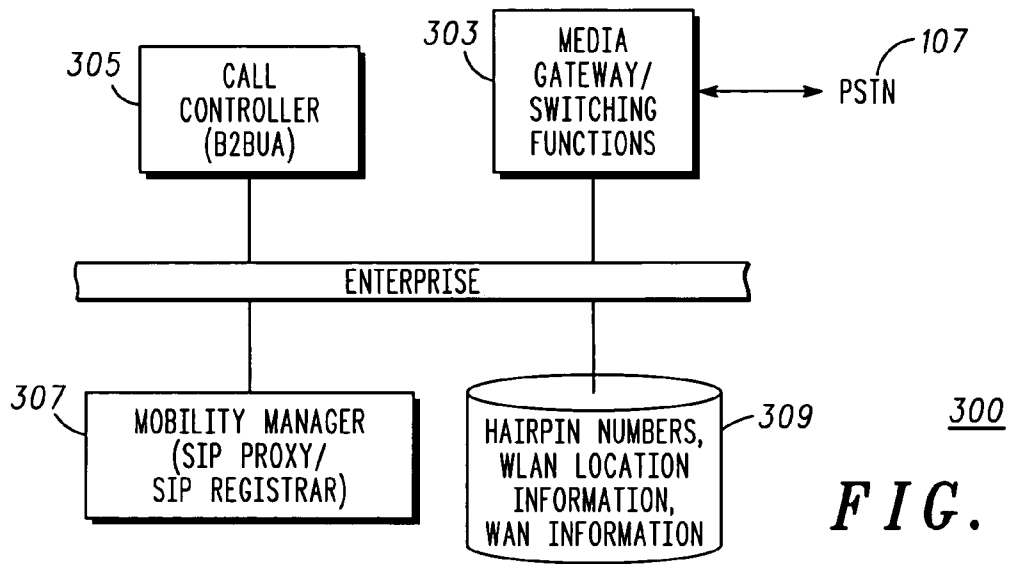 305
CALL
CONTROLLER
(B2BUA)
303
MEDIA
GATEWAY/
SWITCHING
FUNCTIONS
107
PSTN
ENTERPRISE
307
MOBILITY MANAGER
(SIP PROXY/
SIP REGISTRAR)
HAIRPIN NUMBERS,
WLAN LOCATION
INFORMATION,
WAN INFORMATION
309
300
FIG.